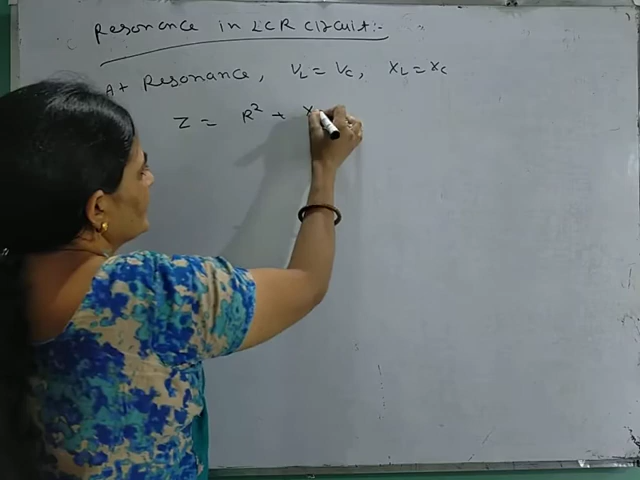 Resonance in LCR Circuit:-
At Resonance, VL = VC, XL = XC
Z = R² + X